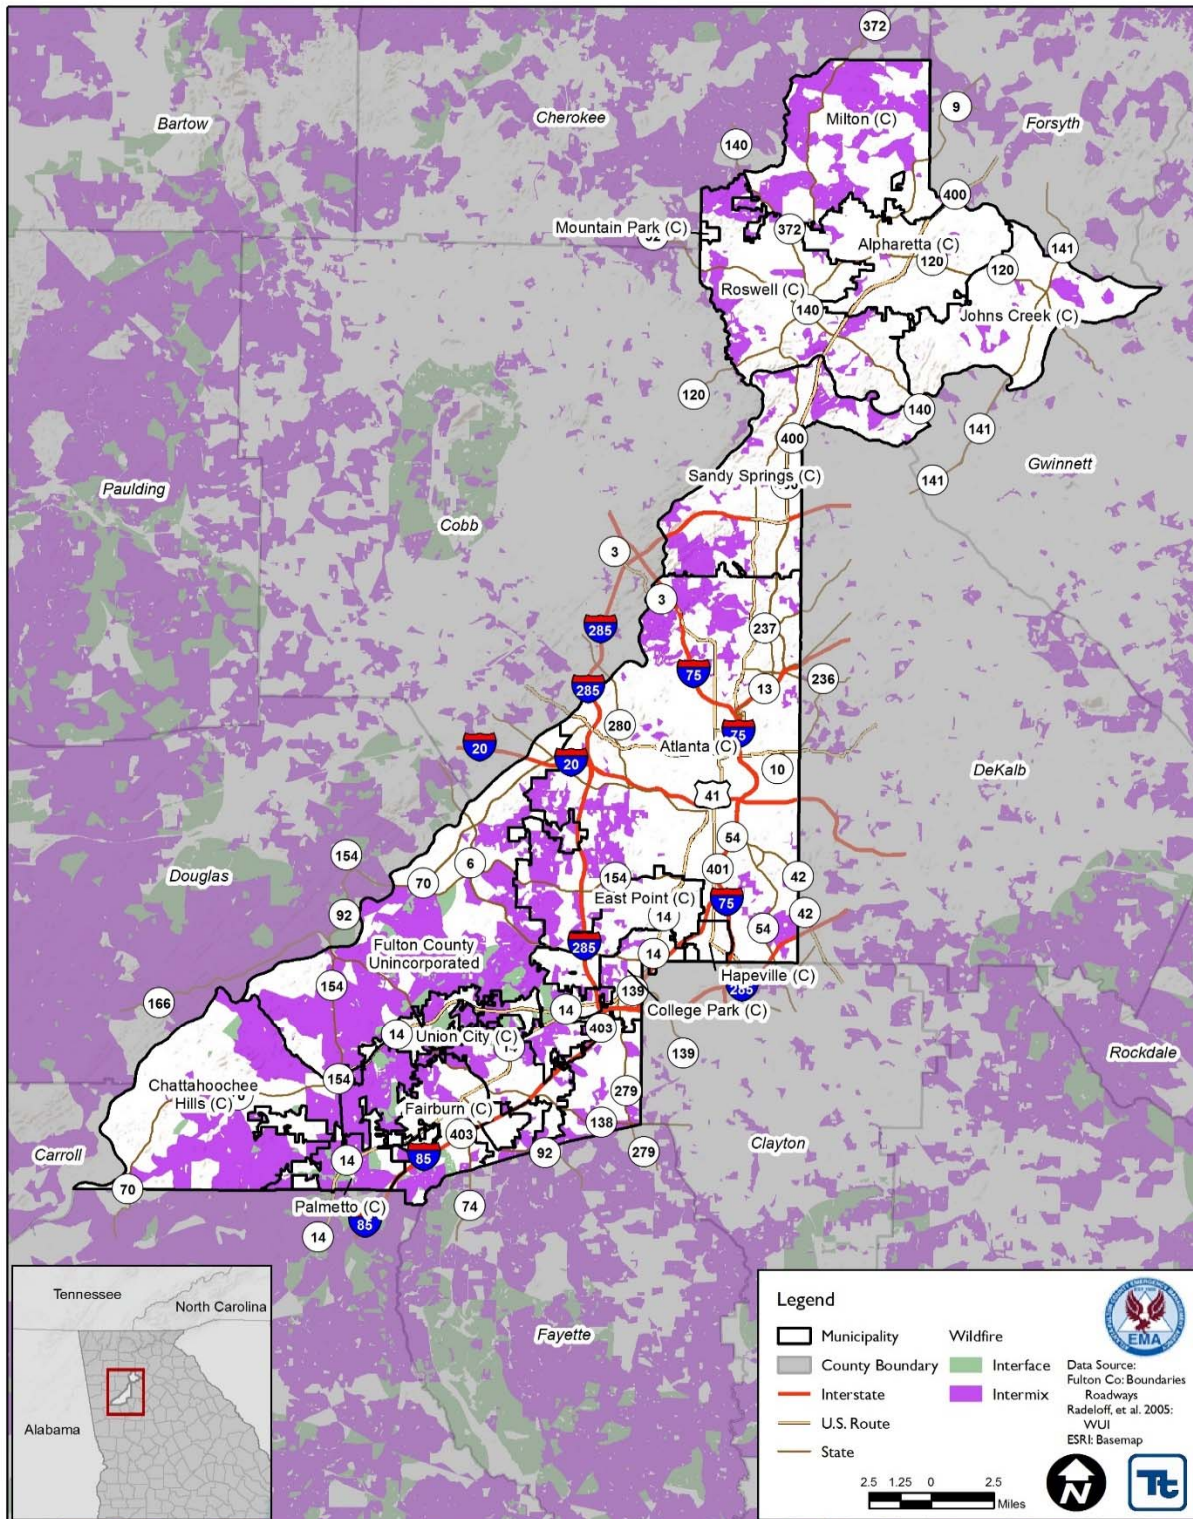 372
Bartow
Cherokee
Milton (C)
9
Forsyth
140
400
Mountain Park (C)
372
Alpharetta (C)
141
120
120
Roswell (C)
140
Johns Creek (C)
120
140
141
400
Gwinnett
Sandy Springs (C)
141
Paulding
Cobb
3
3
285
237
285
75
13
236
280
75
20
Atlanta (C)
20
10
DeKalb
41
54
154
6
401
42
Douglas
70
154
East Point (C)
75
42
92
14
54
Fulton County
Unincorporated
285
14
Hapeville (C)
154
139
285
166
14
College Park (C)
14
Union City (C)
403
139
Rockdale
154
Chattahoochee
Hills (C)
279
Fairburn (C)
403
138
Clayton
Carroll
14
85
92
279
70
Palmetto (C)
74
85
14
Fayette
Tennessee
North Carolina
Alabama
Legend
Municipality
County Boundary
Interstate
U.S. Route
State
Wildfire
Interface
Intermix
EMA
Data Source:
Fulton Co: Boundaries
Roadways
Radeloff, et al. 2005:
WUI
ESRI: Basemap
2.5 1.25 0 2.5
Miles
N
Tt